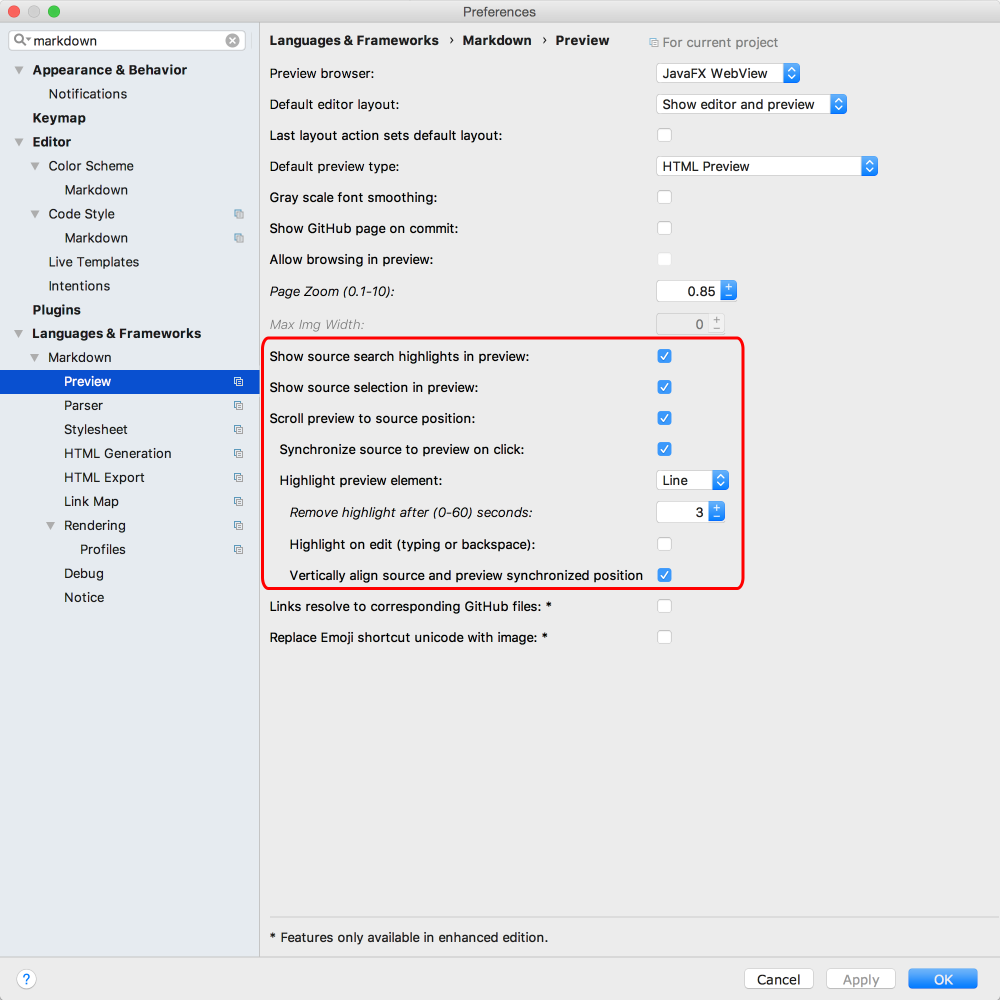 Preferences
markdown
Appearance & Behavior
Notifications
Keymap
Editor
Color Scheme
Markdown
Code Style
Markdown
Live Templates
Intentions
Plugins
Languages & Frameworks
Markdown
Preview
Parser
Stylesheet
HTML Generation
HTML Export
Link Map
Rendering
Profiles
Debug
Notice
Languages & Frameworks › Markdown › Preview For current project
Preview browser: JavaFX WebView
Default editor layout: Show editor and preview
Last layout action sets default layout:
Default preview type: HTML Preview
Gray scale font smoothing:
Show GitHub page on commit:
Allow browsing in preview:
Page Zoom (0.1-10): 0.85
Max Img Width: 0
Show source search highlights in preview:
Show source selection in preview:
Scroll preview to source position:
Synchronize source to preview on click:
Highlight preview element: Line
Remove highlight after (0-60) seconds: 3
Highlight on edit (typing or backspace):
Vertically align source and preview synchronized position
Links resolve to corresponding GitHub files: *
Replace Emoji shortcut unicode with image: *
* Features only available in enhanced edition.
? Cancel Apply OK